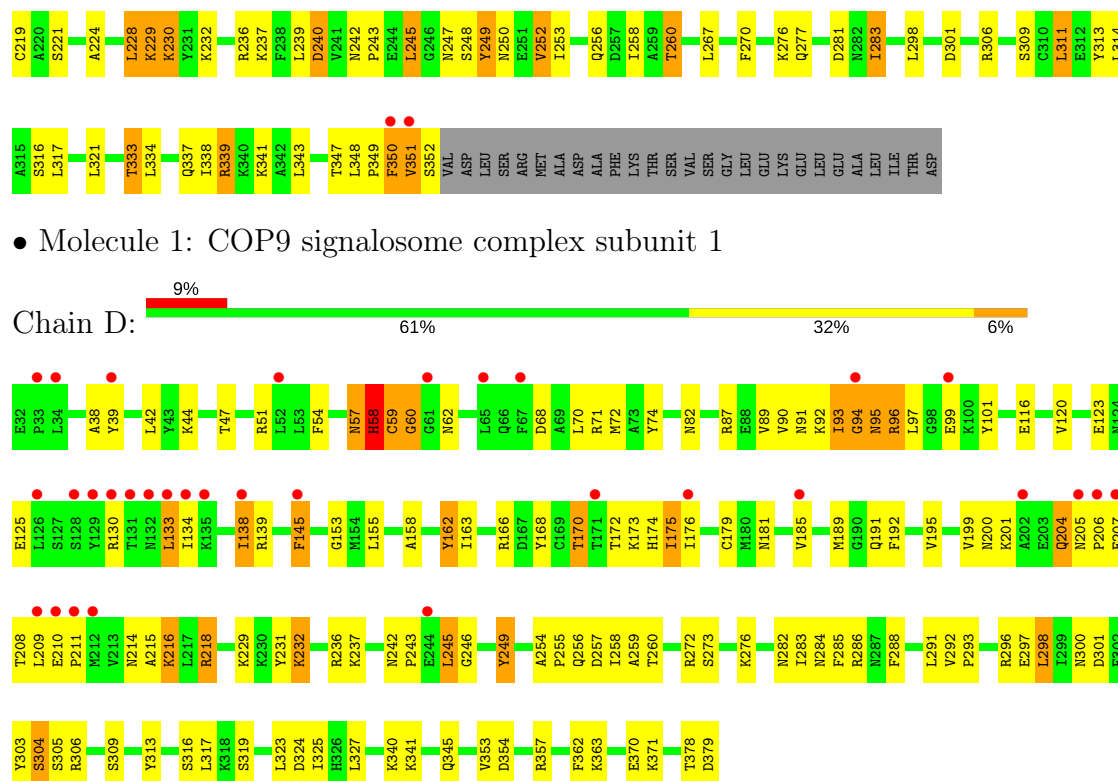 C219 A220 S221 A224 L228 K229 K230 Y231 K232 R236 K237 F238 L239 D240 V241 N242 P243 E244 L245 G246 N247 S248 Y249 N250 E251 V252 I253 Q256 D257 I258 A259 T260 L267 F270 K276 Q277 D281 N282 I283 L298 D301 R306 S309 C310 L311 E312 Y313 L314
A315 S316 L317 L321 T333 L334 Q337 I338 R339 K340 K341 A342 L343 T347 L348 P349 F350 V351 S352 VAL ASP LEU SER ARG MET ALA ASP ALA PHE LYS THR SER VAL SER GLY LEU GLU LYS GLU LEU GLU ALA LEU ILE THR ASP
• Molecule 1: COP9 signalosome complex subunit 1
9%
Chain D:
61% 32% 6%
E32 P33 L34 A38 Y39 L42 Y43 K44 T47 R51 L52 L53 F54 N57 H58 C59 G60 G61 N62 L65 Q66 F67 D68 A69 L70 R71 M72 A73 Y74 N82 R87 E88 V89 V90 N91 K92 I93 G94 N95 R96 L97 G98 E99 K100 Y101 E116 V120 E123 N124
E125 L126 S127 S128 Y129 R130 T131 N132 L133 I134 K135 I138 R139 F145 G153 M154 L155 A158 Y162 I163 R166 D167 Y168 C169 T170 T171 T172 K173 H174 I175 I176 C179 M180 N181 V185 M189 G190 Q191 F192 V195 V199 N200 K201 A202 E203 Q204 N205 P206 E207
T208 L209 E210 P211 M212 V213 N214 A215 K216 L217 R218 K229 K230 Y231 K232 R236 K237 N242 P243 E244 L245 G246 Y249 A254 P255 Q256 D257 I258 A259 T260 R272 S273 K276 N282 I283 N284 F285 R286 N287 F288 L291 V292 P293 R296 E297 L298 I299 N300 D301 F302
Y303 S304 S305 R306 S309 Y313 S316 L317 K318 S319 L323 D324 I325 H326 L327 K340 K341 Q345 V353 D354 R357 F362 K363 E370 K371 T378 D379